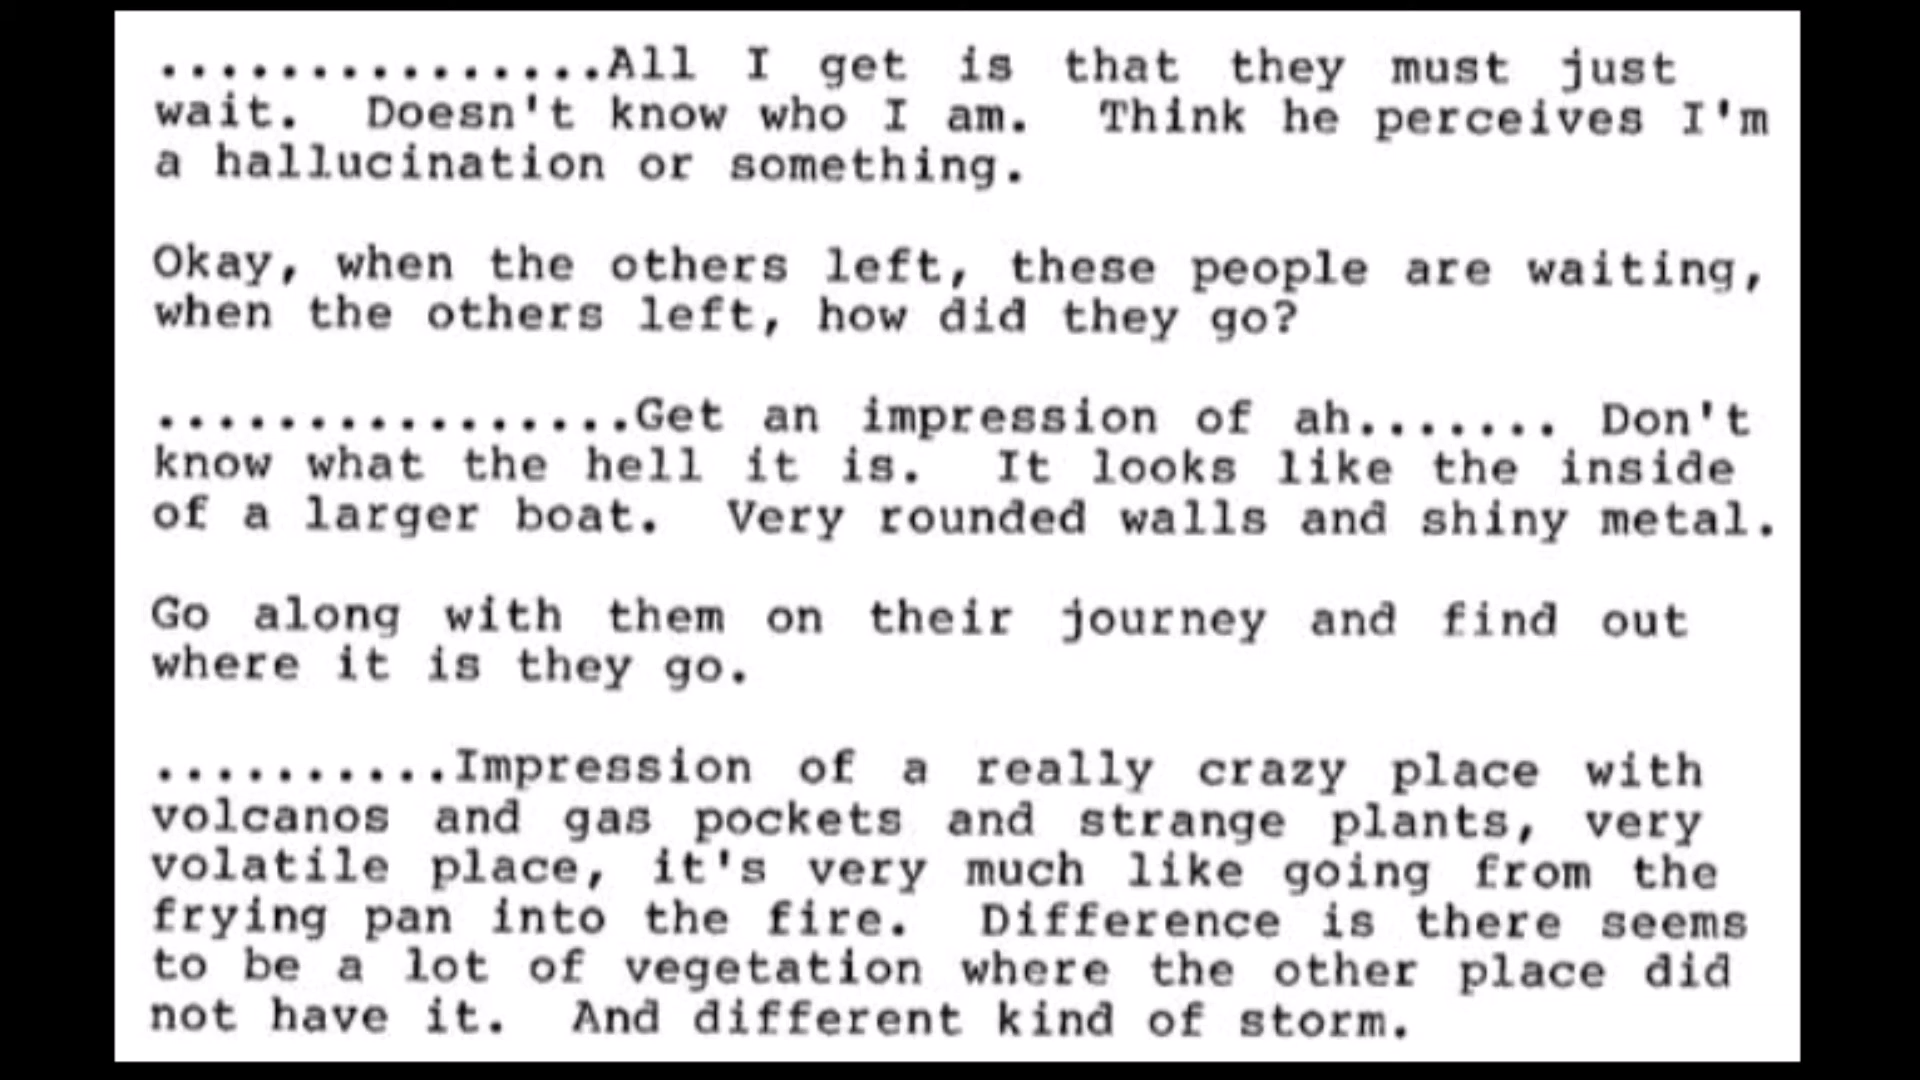 ...............All I get is that they must just
wait. Doesn't know who I am. Think he perceives I'm
a hallucination or something.
Okay, when the others left, these people are waiting,
when the others left, how did they go?
................Get an impression of ah....... Don't
know what the hell it is. It looks like the inside
of a larger boat. Very rounded walls and shiny metal.
Go along with them on their journey and find out
where it is they go.
..........Impression of a really crazy place with
volcanos and gas pockets and strange plants, very
volatile place, it's very much like going from the
frying pan into the fire. Difference is there seems
to be a lot of vegetation where the other place did
not have it. And different kind of storm.